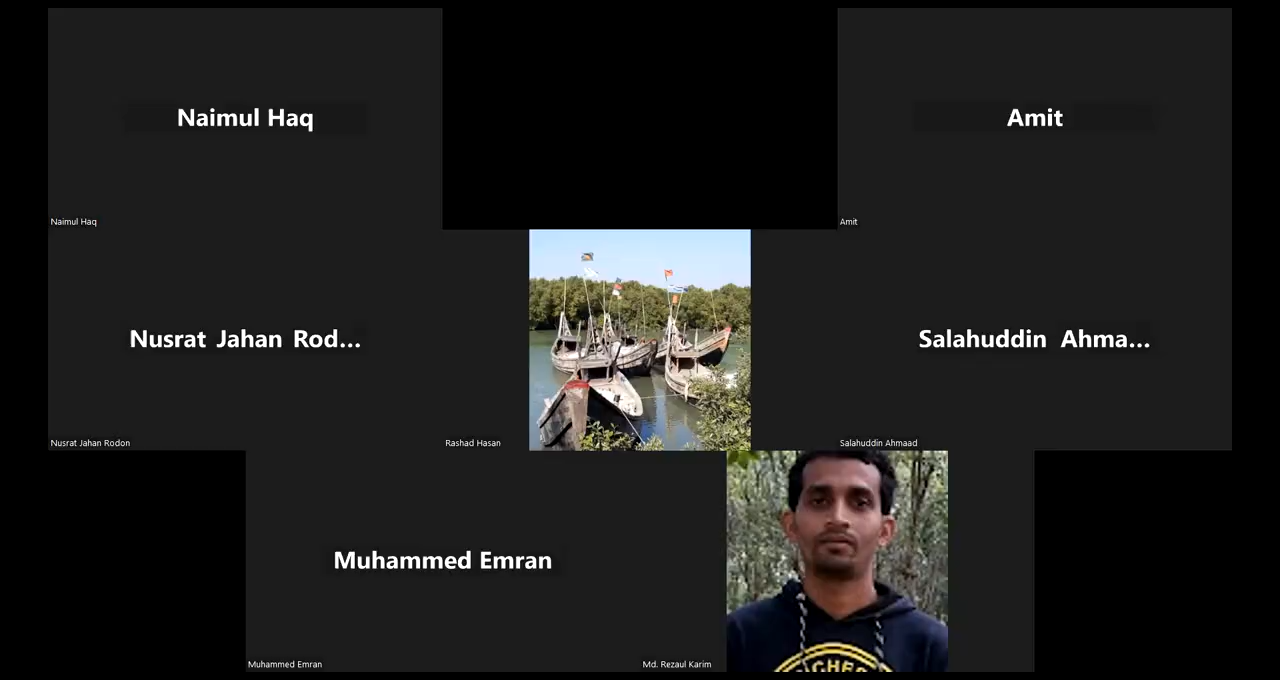 Naimul Haq
Naimul Haq
Amit
Amit
Nusrat Jahan Rod...
Nusrat Jahan Rodon
Rashad Hasan
Salahuddin Ahma...
Salahuddin Ahmaad
Muhammed Emran
Muhammed Emran
Md. Rezaul Karim